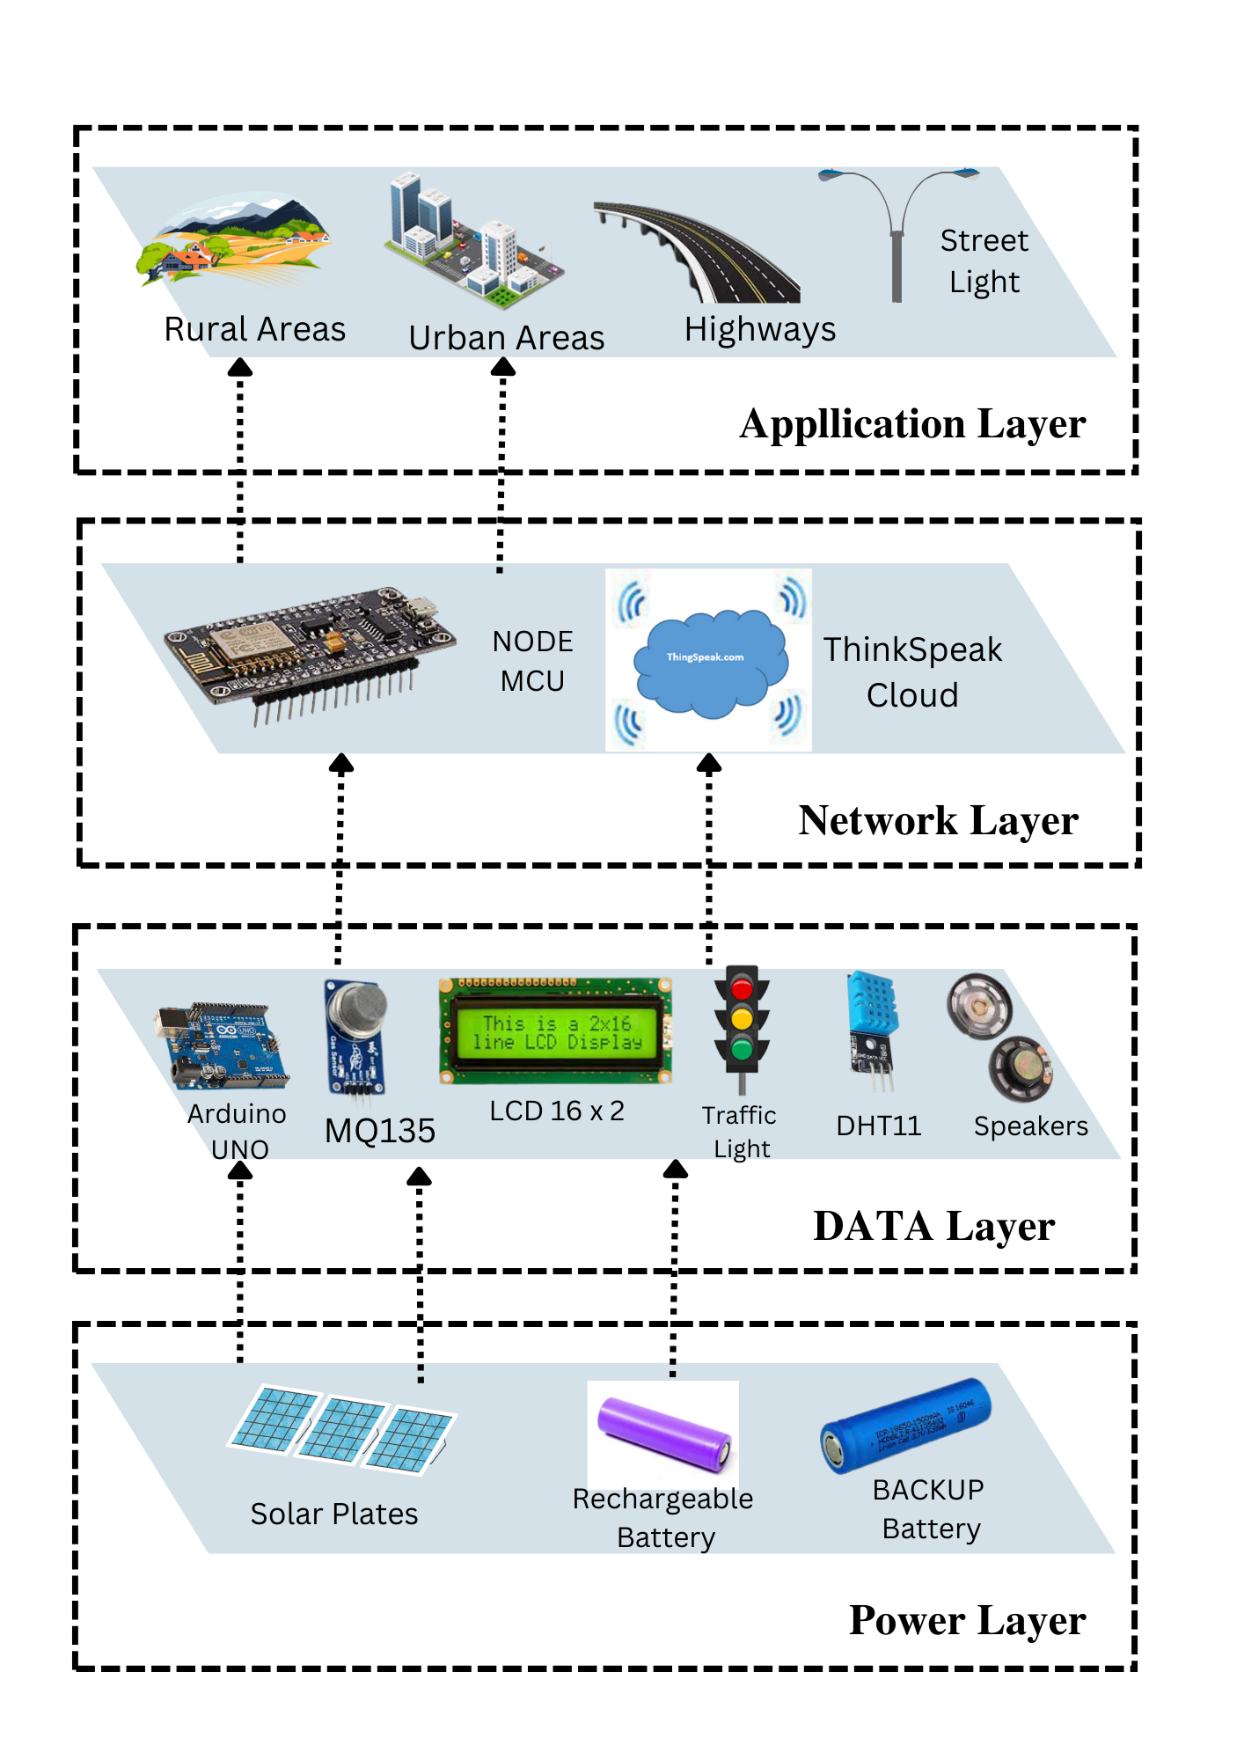 Street
Light
Rural Areas
Urban Areas
Highways
Appllication Layer
NODE
MCU
ThingSpeak.com
ThinkSpeak
Cloud
Network Layer
This is a 2x16
line LCD Display
Arduino
UNO
MQ135
LCD 16 x 2
Traffic
Light
DHT11
Speakers
DATA Layer
Solar Plates
Rechargeable
Battery
BACKUP
Battery
Power Layer